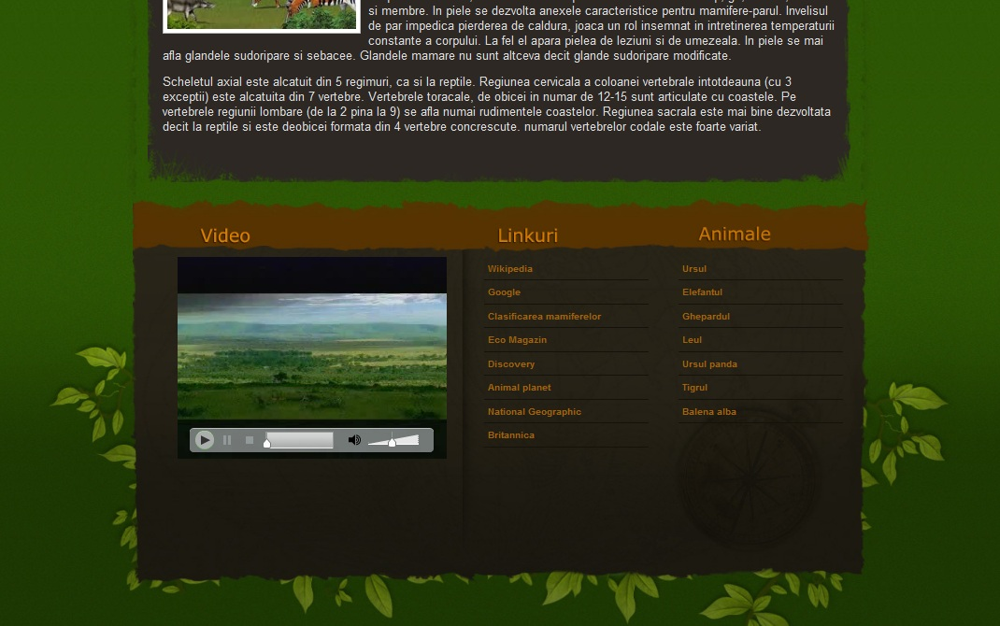 si membre. In piele se dezvolta anexele caracteristice pentru mamifere-parul. Invelisul
de par impedica pierderea de caldura, joaca un rol insemnat in intretinerea temperaturii
constante a corpului. La fel el apara pielea de leziuni si de umezeala. In piele se mai
afla glandele sudoripare si sebacee. Glandele mamare nu sunt altceva decit glande sudoripare modificate.
Scheletul axial este alcatuit din 5 regimuri, ca si la reptile. Regiunea cervicala a coloanei vertebrale intotdeauna (cu 3
exceptii) este alcatuita din 7 vertebre. Vertebrele toracale, de obicei in numar de 12-15 sunt articulate cu coastele. Pe
vertebrele regiunii lombare (de la 2 pina la 9) se afla numai rudimentele coastelor. Regiunea sacrala este mai bine dezvoltata
decit la reptile si este deobicei formata din 4 vertebre concrescute. numarul vertebrelor codale este foarte variat.
Video
Linkuri
Wikipedia
Google
Clasificarea mamiferelor
Eco Magazin
Discovery
Animal planet
National Geographic
Britannica
Animale
Ursul
Elefantul
Ghepardul
Leul
Ursul panda
Tigrul
Balena alba